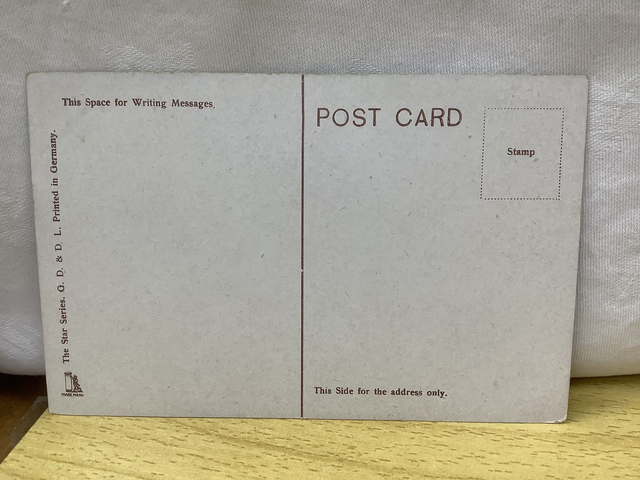 This Space for Writing Messages.
The Star Series. G. D. & D. L. Printed in Germany.
POST CARD
Stamp
This Side for the address only.